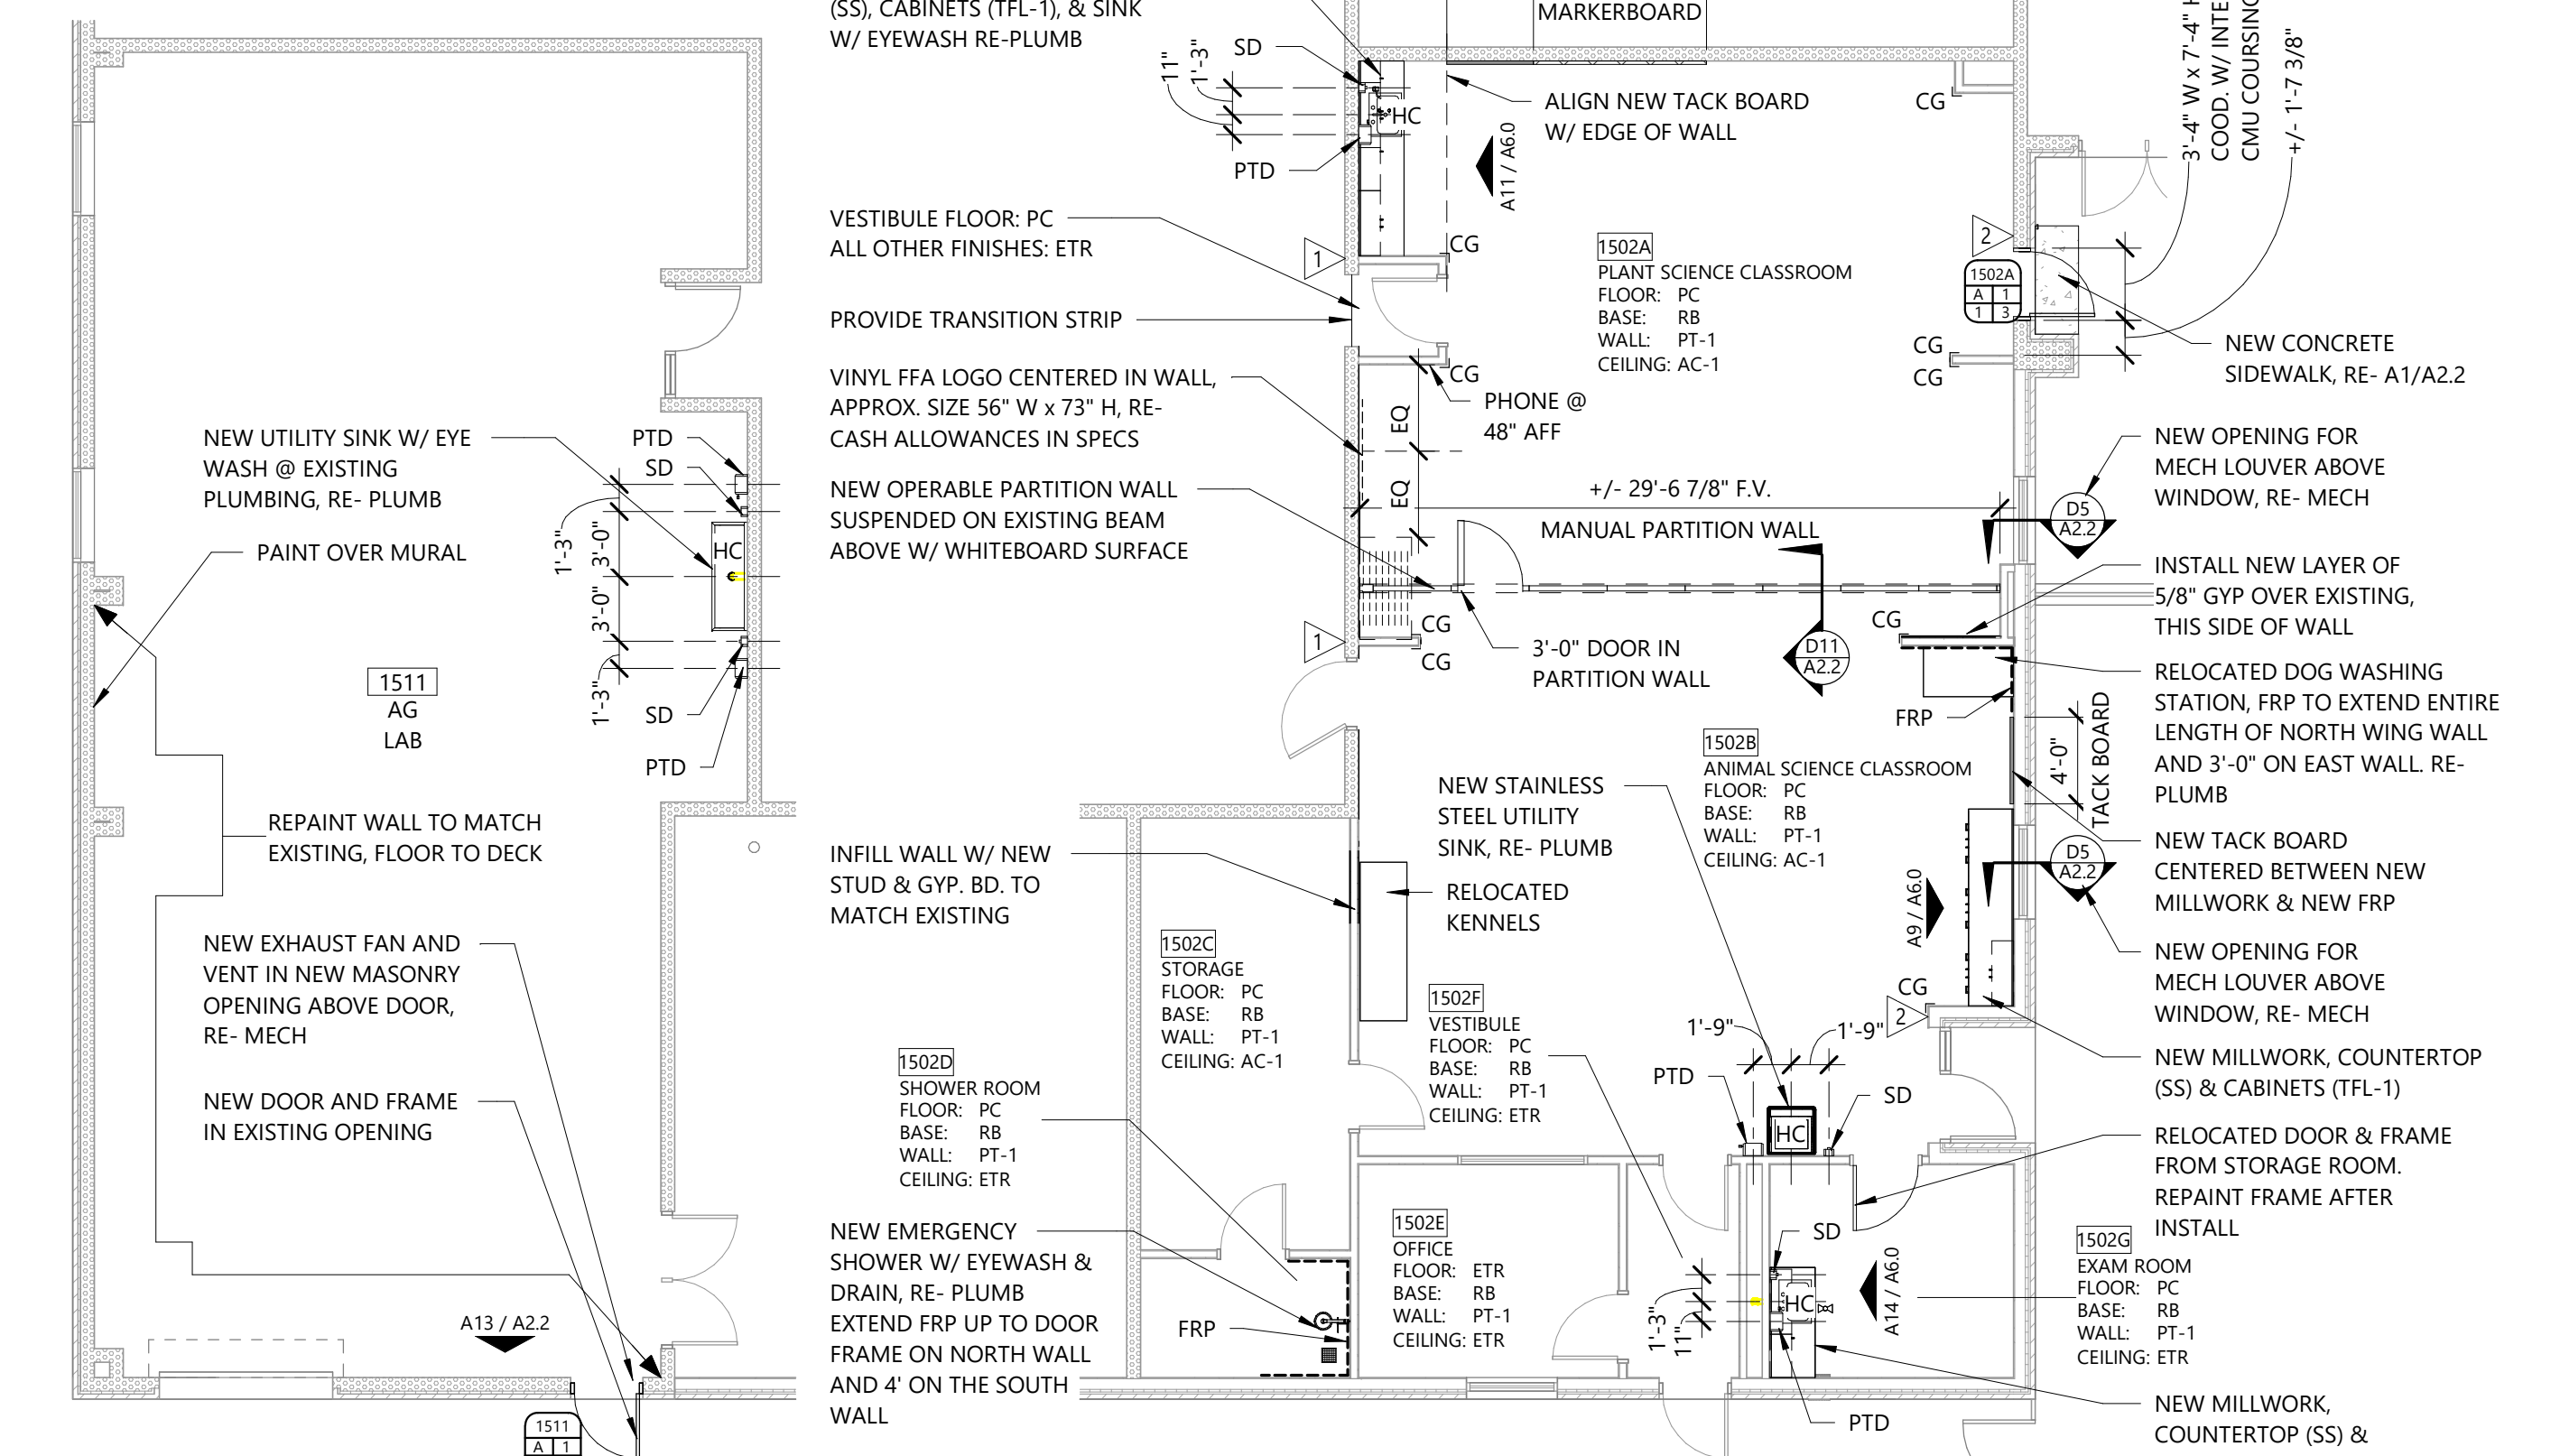 (SS), CABINETS (TFL-1), & SINK
W/ EYEWASH RE-PLUMB
11"
1'-3"
SD
PTD
HC
MARKERBOARD
ALIGN NEW TACK BOARD
W/ EDGE OF WALL
A11 / A6.0
CG
3'-4" W x 7'-4" H
COOD. W/ INTE
CMU COURSING
+/- 1'-7 3/8"
VESTIBULE FLOOR: PC
ALL OTHER FINISHES: ETR
1
CG
1502A
PLANT SCIENCE CLASSROOM
FLOOR: PC
BASE: RB
WALL: PT-1
CEILING: AC-1
2
1502A
A 1
1 3
PROVIDE TRANSITION STRIP
NEW CONCRETE
SIDEWALK, RE- A1/A2.2
CG
CG
CG
VINYL FFA LOGO CENTERED IN WALL,
APPROX. SIZE 56" W x 73" H, RE-
CASH ALLOWANCES IN SPECS
EQ
EQ
PHONE @
48" AFF
NEW UTILITY SINK W/ EYE
WASH @ EXISTING
PLUMBING, RE- PLUMB
PTD
SD
HC
1'-3"
3'-0"
3'-0"
1'-3"
SD
PTD
PAINT OVER MURAL
NEW OPERABLE PARTITION WALL
SUSPENDED ON EXISTING BEAM
ABOVE W/ WHITEBOARD SURFACE
+/- 29'-6 7/8" F.V.
MANUAL PARTITION WALL
NEW OPENING FOR
MECH LOUVER ABOVE
WINDOW, RE- MECH
D5
A2.2
INSTALL NEW LAYER OF
5/8" GYP OVER EXISTING,
THIS SIDE OF WALL
1
CG
CG
3'-0" DOOR IN
PARTITION WALL
D11
A2.2
CG
FRP
RELOCATED DOG WASHING
STATION, FRP TO EXTEND ENTIRE
LENGTH OF NORTH WING WALL
AND 3'-0" ON EAST WALL. RE-
PLUMB
4'-0"
TACK BOARD
1511
AG
LAB
REPAINT WALL TO MATCH
EXISTING, FLOOR TO DECK
1502B
ANIMAL SCIENCE CLASSROOM
FLOOR: PC
BASE: RB
WALL: PT-1
CEILING: AC-1
NEW STAINLESS
STEEL UTILITY
SINK, RE- PLUMB
NEW TACK BOARD
CENTERED BETWEEN NEW
MILLWORK & NEW FRP
INFILL WALL W/ NEW
STUD & GYP. BD. TO
MATCH EXISTING
RELOCATED
KENNELS
D5
A2.2
A9 / A6.0
NEW OPENING FOR
MECH LOUVER ABOVE
WINDOW, RE- MECH
NEW EXHAUST FAN AND
VENT IN NEW MASONRY
OPENING ABOVE DOOR,
RE- MECH
1502C
STORAGE
FLOOR: PC
BASE: RB
WALL: PT-1
CEILING: AC-1
1502F
VESTIBULE
FLOOR: PC
BASE: RB
WALL: PT-1
CEILING: ETR
CG
2
1'-9"
1'-9"
PTD
HC
SD
NEW MILLWORK, COUNTERTOP
(SS) & CABINETS (TFL-1)
1502D
SHOWER ROOM
FLOOR: PC
BASE: RB
WALL: PT-1
CEILING: ETR
NEW DOOR AND FRAME
IN EXISTING OPENING
RELOCATED DOOR & FRAME
FROM STORAGE ROOM.
REPAINT FRAME AFTER
INSTALL
NEW EMERGENCY
SHOWER W/ EYEWASH &
DRAIN, RE- PLUMB
EXTEND FRP UP TO DOOR
FRAME ON NORTH WALL
AND 4' ON THE SOUTH
WALL
FRP
1502E
OFFICE
FLOOR: ETR
BASE: RB
WALL: PT-1
CEILING: ETR
SD
HC
1'-3"
11"
A14 / A6.0
PTD
1502G
EXAM ROOM
FLOOR: PC
BASE: RB
WALL: PT-1
CEILING: ETR
A13 / A2.2
1511
A 1
NEW MILLWORK,
COUNTERTOP (SS) &